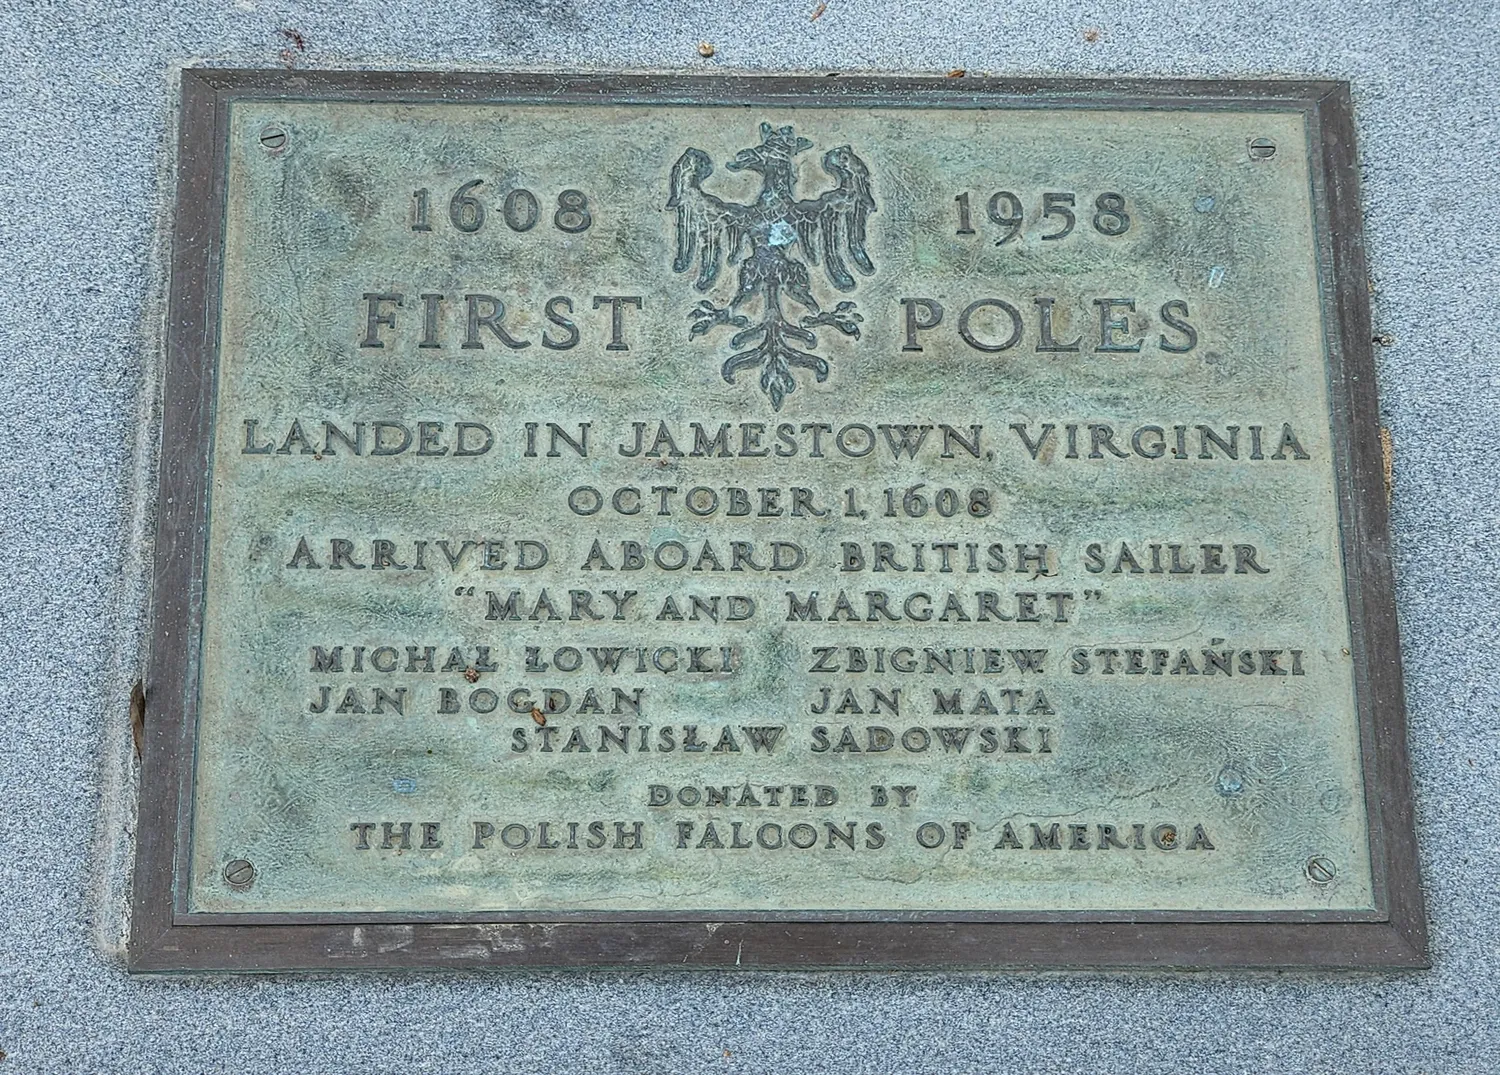 1608 1958
FIRST POLES
LANDED IN JAMESTOWN, VIRGINIA
OCTOBER 1, 1608
ARRIVED ABOARD BRITISH SAILER
“MARY AND MARGARET”
MICHAŁ ŁOWICKI ZBIGNIEW STEFAŃSKI
JAN BOGDAN JAN MATA
STANISŁAW SADOWSKI
DONATED BY
THE POLISH FALCONS OF AMERICA